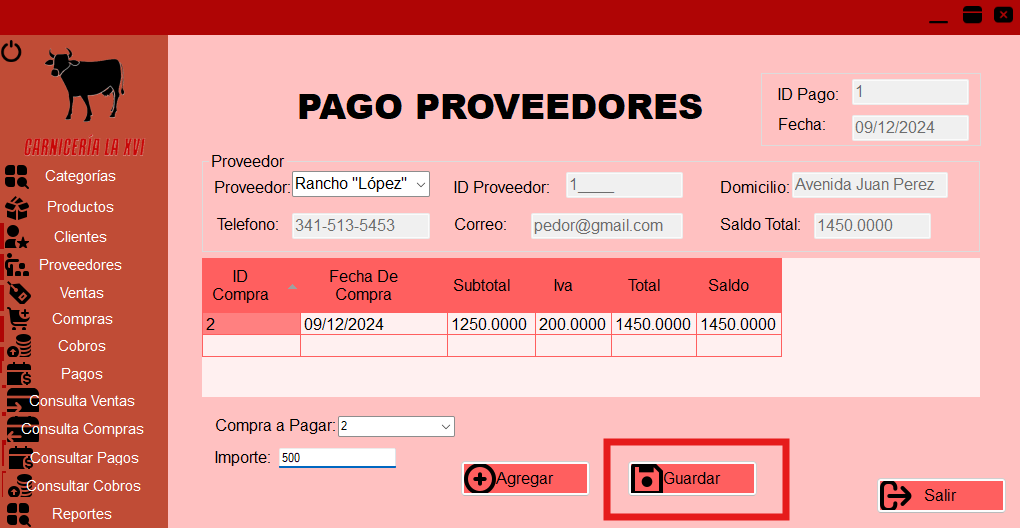 PAGO PROVEEDORES
ID Pago: 1
Fecha: 09/12/2024
CARNICERÍA LA XVI
Categorías
Productos
Clientes
Proveedores
Ventas
Compras
Cobros
Pagos
Consulta Ventas
Consulta Compras
Consultar Pagos
Consultar Cobros
Reportes
Proveedor
Proveedor: Rancho "López" ID Proveedor: 1____ Domicilio: Avenida Juan Perez
Telefono: 341-513-5453 Correo: pedor@gmail.com Saldo Total: 1450.0000
ID Compra Fecha De Compra Subtotal Iva Total Saldo
2 09/12/2024 1250.0000 200.0000 1450.0000 1450.0000
Compra a Pagar: 2
Importe: 500
Agregar Guardar
Salir